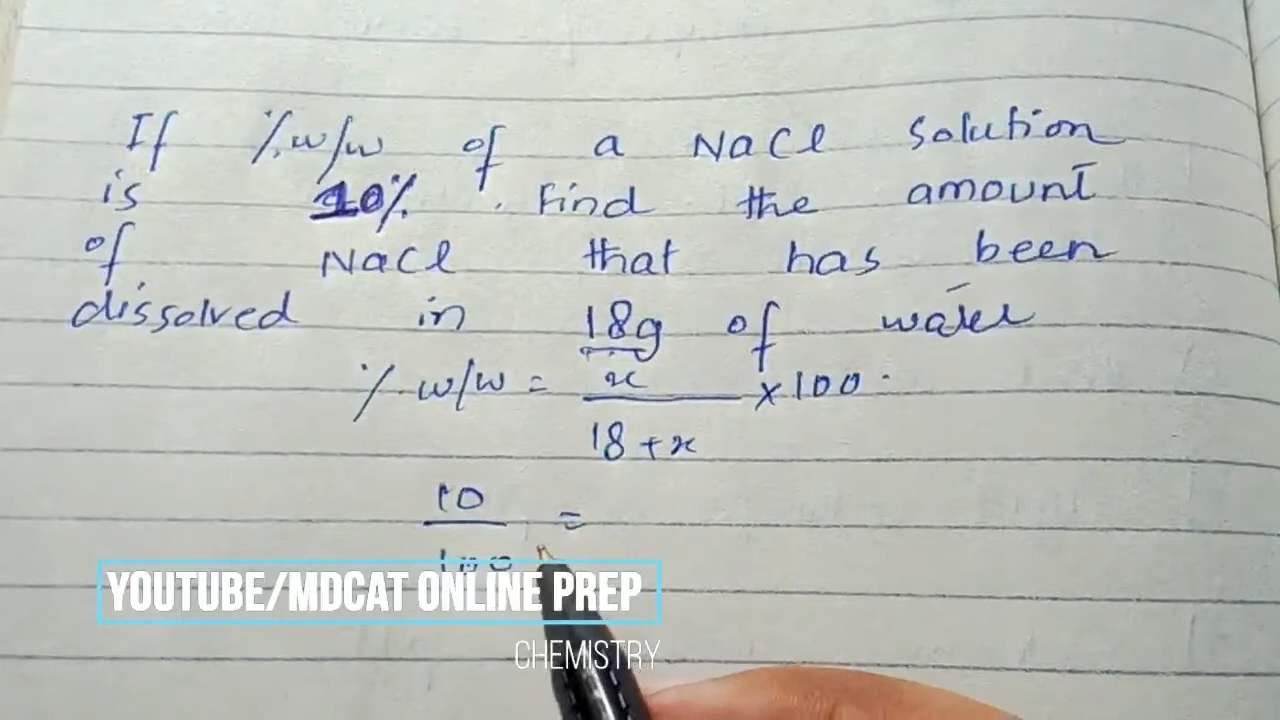 If % w/w of a NaCl solution
is 10%. Find the amount
of NaCl that has been
dissolved in 18g of water
% w/w = x / 18 + x × 100.
10 / 100 =
YOUTUBE/MDCAT ONLINE PREP
CHEMISTRY